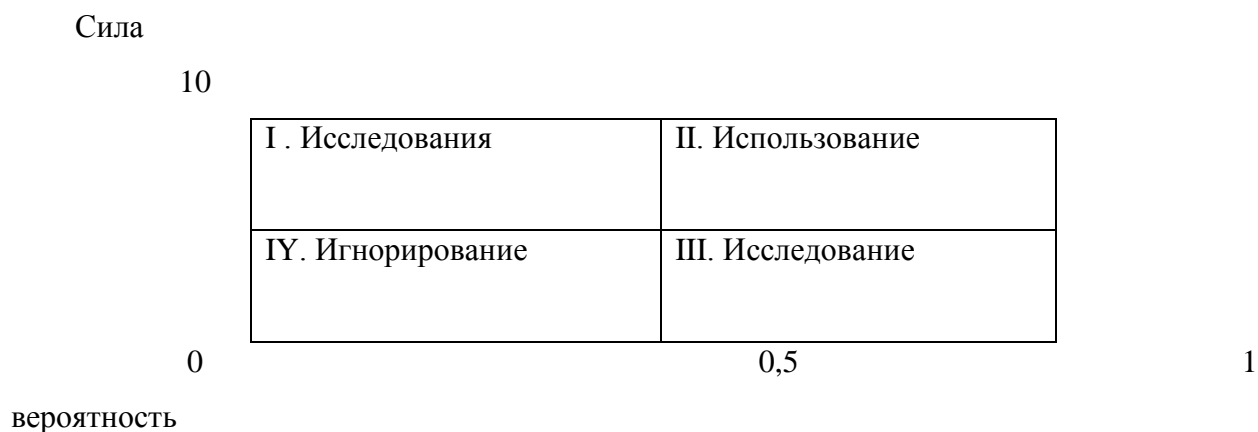 Сила
10
I . Исследования
II. Использование
IY. Игнорирование
III. Исследование
0 0,5 1
вероятность